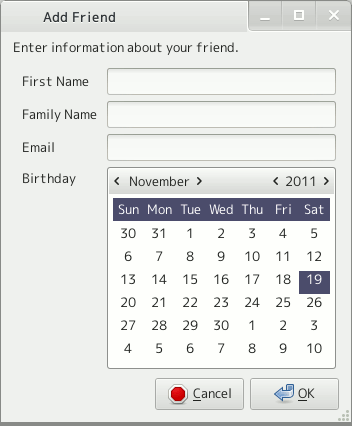 Add Friend
Enter information about your friend.
First Name
Family Name
Email
Birthday
November 2011
Sun Mon Tue Wed Thu Fri Sat
30 31 1 2 3 4 5
6 7 8 9 10 11 12
13 14 15 16 17 18 19
20 21 22 23 24 25 26
27 28 29 30 1 2 3
4 5 6 7 8 9 10
Cancel OK